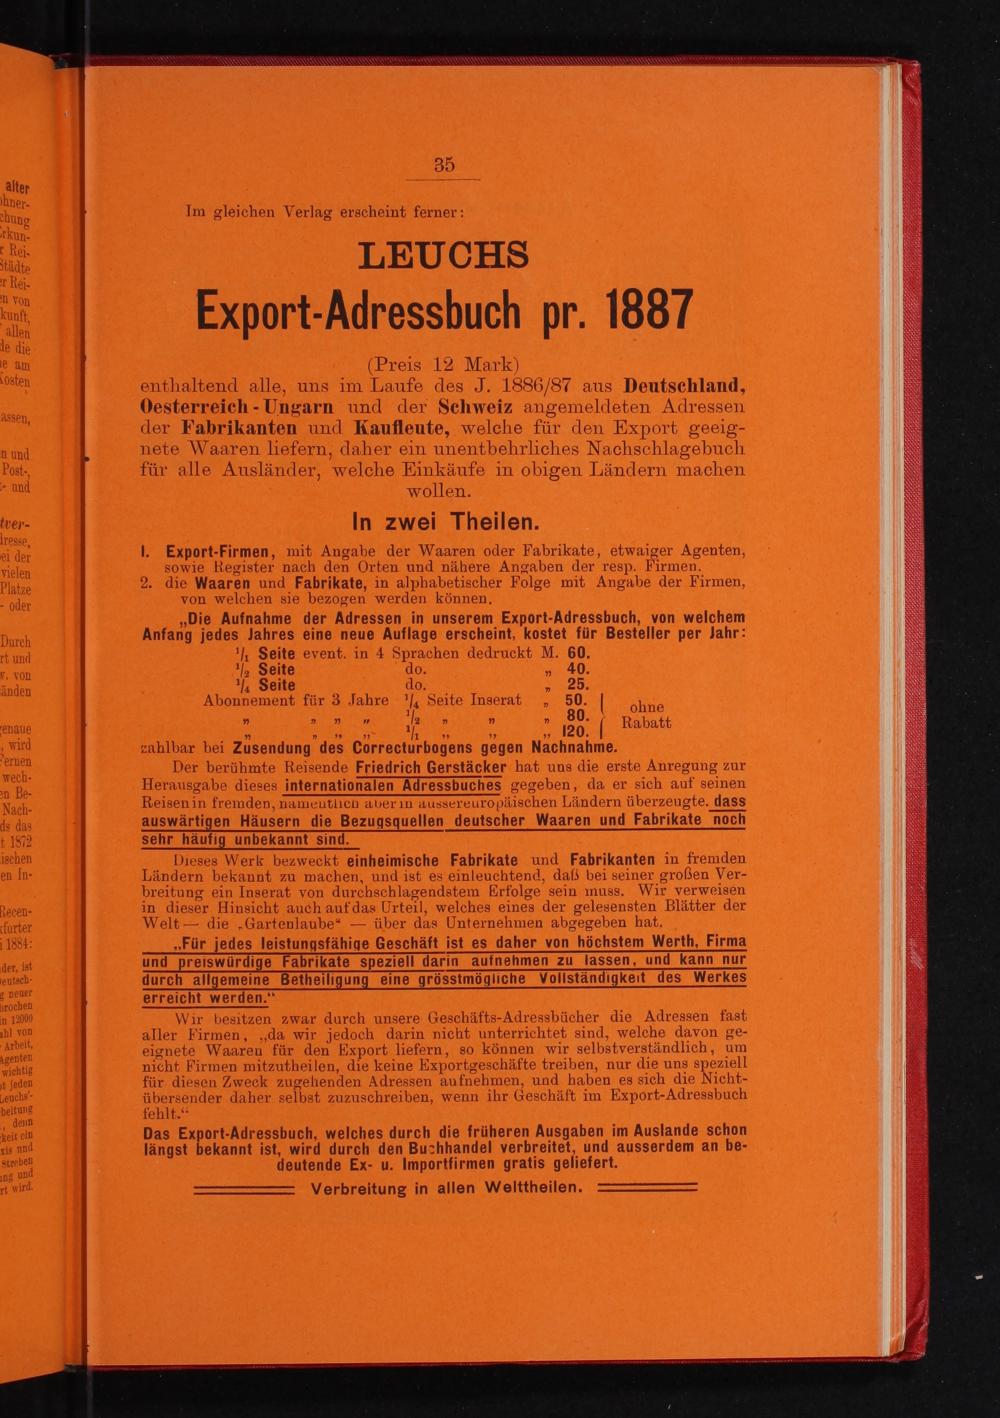 35
Im gleichen Verlag erscheint ferner:
LEUCHS
Export-Adressbuch pr. 1887
(Preis 12 Mark)
enthaltend alle, uns im Laufe des J. 1886/87 aus Deutschland,
Oesterreich-Ungarn und der Schweiz angemeldeten Adressen
der Fabrikanten und Kaufleute, welche für den Export geeig-
nete Waaren liefern, daher ein unentbehrliches Nachschlagebuch
für alle Ausländer, welche Einkäufe in obigen Ländern machen
wollen.
In zwei Theilen.
1. Export-Firmen, mit Angabe der Waaren oder Fabrikate, etwaiger Agenten,
sowie Register nach den Orten und nähere Angaben der resp. Firmen.
2. die Waaren und Fabrikate, in alphabetischer Folge mit Angabe der Firmen,
von welchen sie bezogen werden können.
„Die Aufnahme der Adressen in unserem Export-Adressbuch, von welchem
Anfang jedes Jahres eine neue Auflage erscheint, kostet für Besteller per Jahr:
1/1 Seite event. in 4 Sprachen dedruckt M. 60.
1/2 Seite do. „ 40.
1/4 Seite do. „ 25.
Abonnement für 3 Jahre 1/4 Seite Inserat „ 50.
„ „ „ „ 1/2 „ „ „ 80.
„ „ „ „ 1/1 „ „ „ 120.
ohne
Rabatt
zahlbar bei Zusendung des Correcturbogens gegen Nachnahme.
Der berühmte Reisende Friedrich Gerstäcker hat uns die erste Anregung zur
Herausgabe dieses internationalen Adressbuches gegeben, da er sich auf seinen
Reisen in fremden, namentlich aber in aussereuropäischen Ländern überzeugte, dass
auswärtigen Häusern die Bezugsquellen deutscher Waaren und Fabrikate noch
sehr häufig unbekannt sind.
Dieses Werk bezweckt einheimische Fabrikate und Fabrikanten in fremden
Ländern bekannt zu machen, und ist es einleuchtend, daß bei seiner großen Ver-
breitung ein Inserat von durchschlagendstem Erfolge sein muss. Wir verweisen
in dieser Hinsicht auch auf das Urteil, welches eines der gelesensten Blätter der
Welt — die „Gartenlaube“ — über das Unternehmen abgegeben hat.
„Für jedes leistungsfähige Geschäft ist es daher von höchstem Werth, Firma
und preiswürdige Fabrikate speziell darin aufnehmen zu lassen, und kann nur
durch allgemeine Betheiligung eine grösstmögliche Vollständigkeit des Werkes
erreicht werden.“
Wir besitzen zwar durch unsere Geschäfts-Adressbücher die Adressen fast
aller Firmen, „da wir jedoch darin nicht unterrichtet sind, welche davon ge-
eignete Waaren für den Export liefern, so können wir selbstverständlich, um
nicht Firmen mitzutheilen, die keine Exportgeschäfte treiben, nur die uns speziell
für diesen Zweck zugehenden Adressen aufnehmen, und haben es sich die Nicht-
übersender daher selbst zuzuschreiben, wenn ihr Geschäft im Export-Adressbuch
fehlt.“
Das Export-Adressbuch, welches durch die früheren Ausgaben im Auslande schon
längst bekannt ist, wird durch den Buchhandel verbreitet, und ausserdem an be-
deutende Ex- u. Importfirmen gratis geliefert.
Verbreitung in allen Welttheilen.